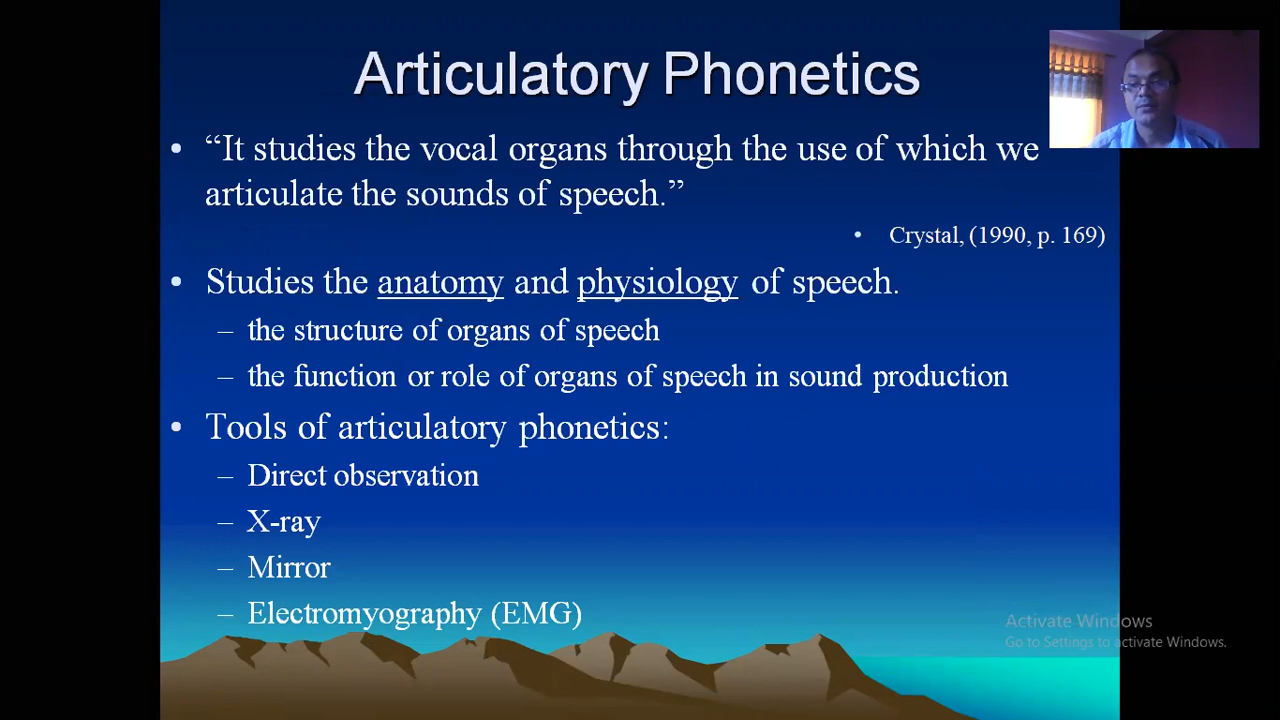 Articulatory Phonetics
• “It studies the vocal organs through the use of which we
articulate the sounds of speech.”
• Crystal, (1990, p. 169)
• Studies the anatomy and physiology of speech.
– the structure of organs of speech
– the function or role of organs of speech in sound production
• Tools of articulatory phonetics:
– Direct observation
– X-ray
– Mirror
– Electromyography (EMG)
Activate Windows
Go to Settings to activate Windows.